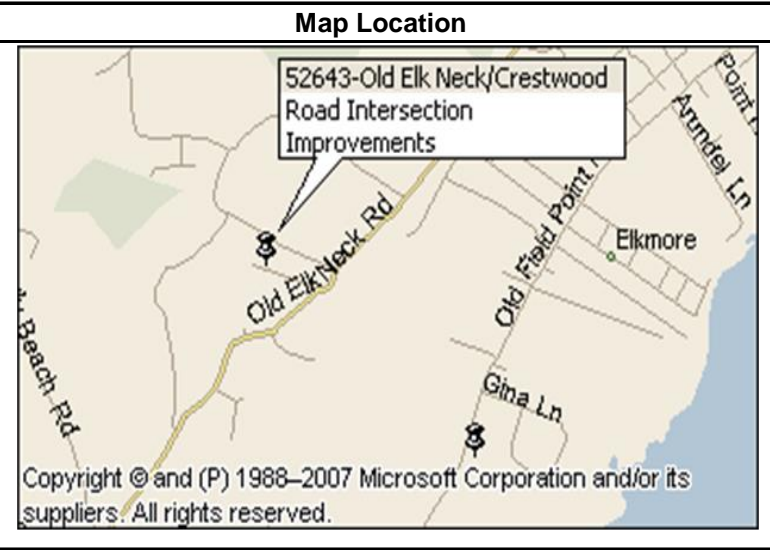 Map Location
52643-Old Elk Neck/Crestwood
Road Intersection
Improvements
Old Elk Neck Rd
Old Field Point
Arundel Ln
Elkmore
Beach Rd
Gina Ln
Copyright © and (P) 1988–2007 Microsoft Corporation and/or its
suppliers. All rights reserved.